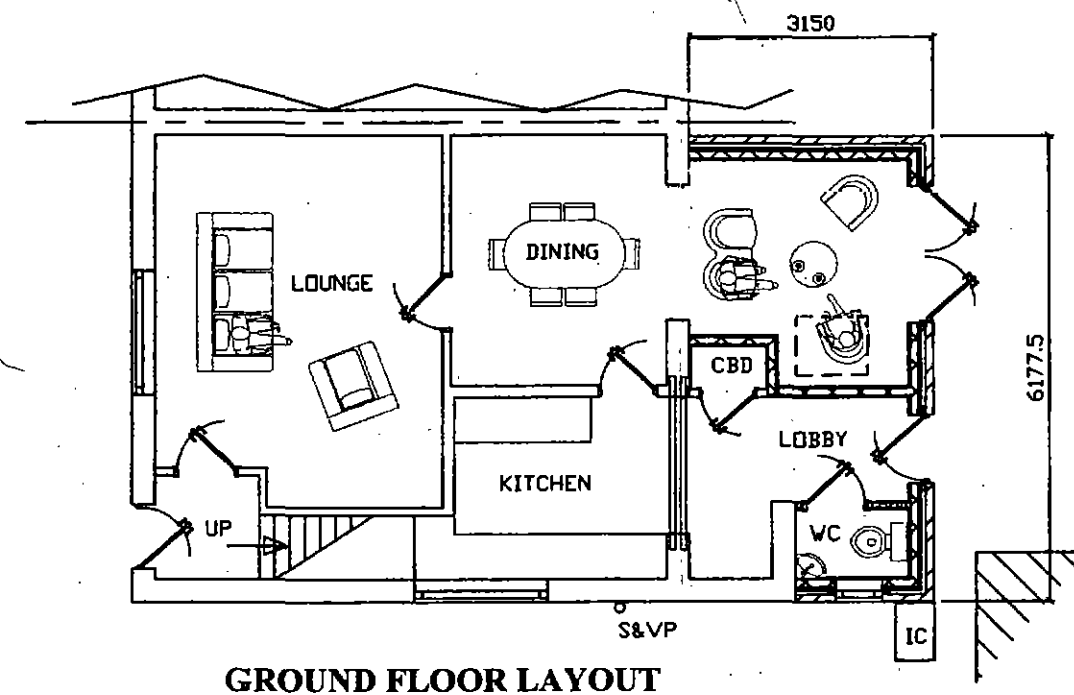 3150
DINING
LOUNGE
CBD
6177.5
LOBBY
KITCHEN
UP
WC
S&VP
IC
GROUND FLOOR LAYOUT